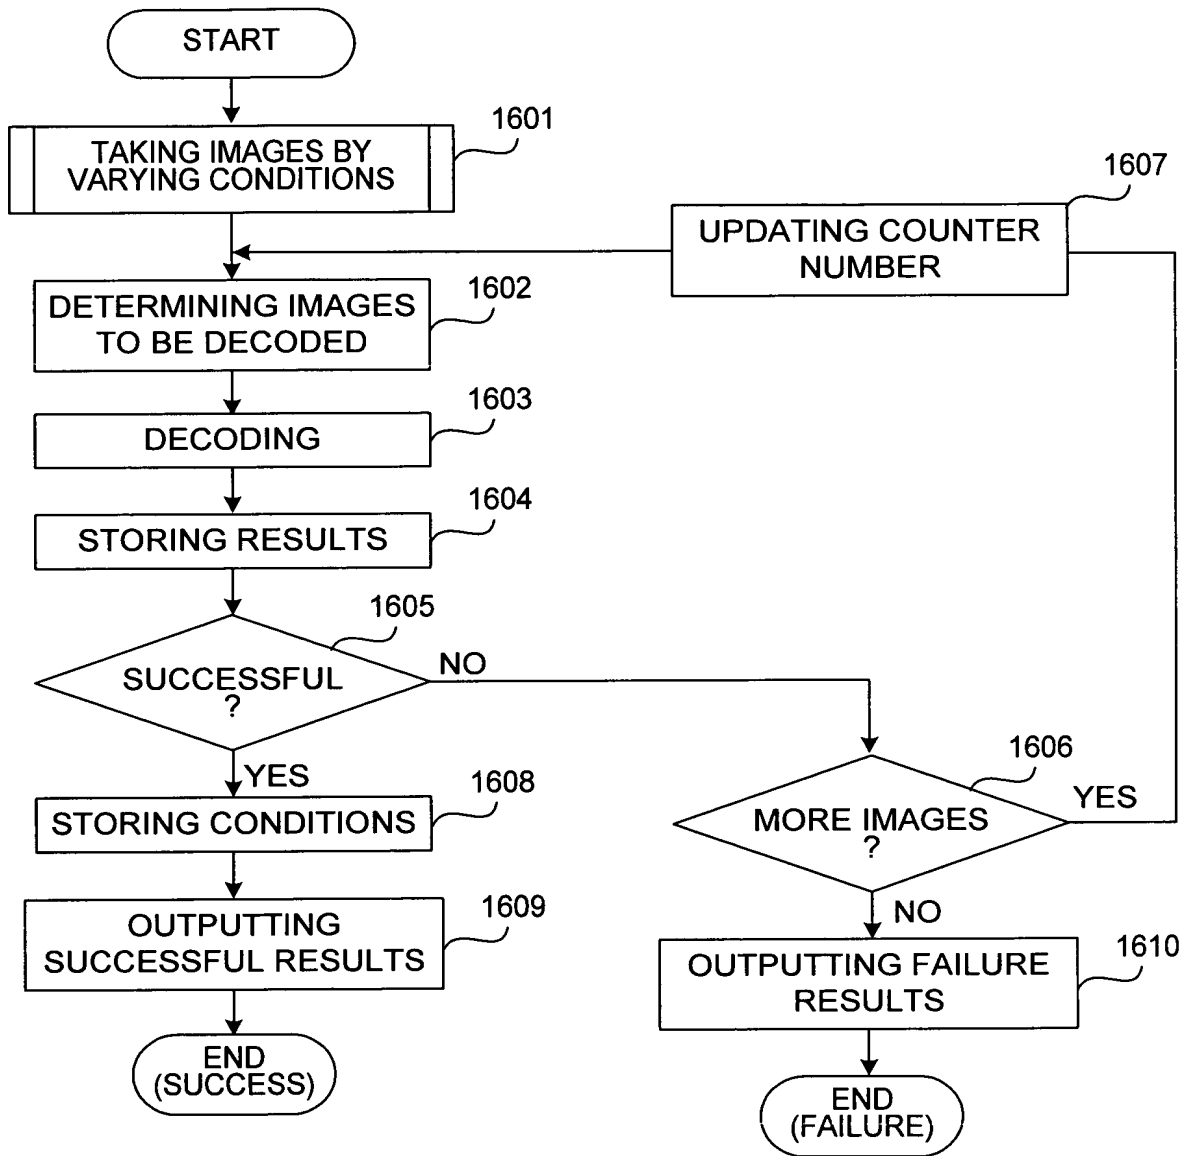 START
1601
TAKING IMAGES BY
VARYING CONDITIONS
1607
UPDATING COUNTER
NUMBER
1602
DETERMINING IMAGES
TO BE DECODED
1603
DECODING
1604
STORING RESULTS
1605
SUCCESSFUL
?
NO
YES
1606
MORE IMAGES
?
YES
NO
1608
STORING CONDITIONS
1609
OUTPUTTING
SUCCESSFUL RESULTS
1610
OUTPUTTING FAILURE
RESULTS
END
(SUCCESS)
END
(FAILURE)